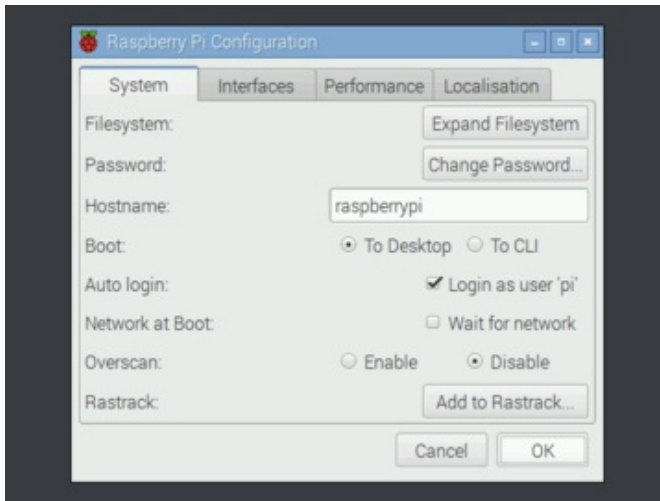 Raspberry Pi Configuration
System Interfaces Performance Localisation
Filesystem: Expand Filesystem
Password: Change Password...
Hostname: raspberrypi
Boot: To Desktop To CLI
Auto login: Login as user 'pi'
Network at Boot: Wait for network
Overscan: Enable Disable
Rastrack: Add to Rastrack...
Cancel OK